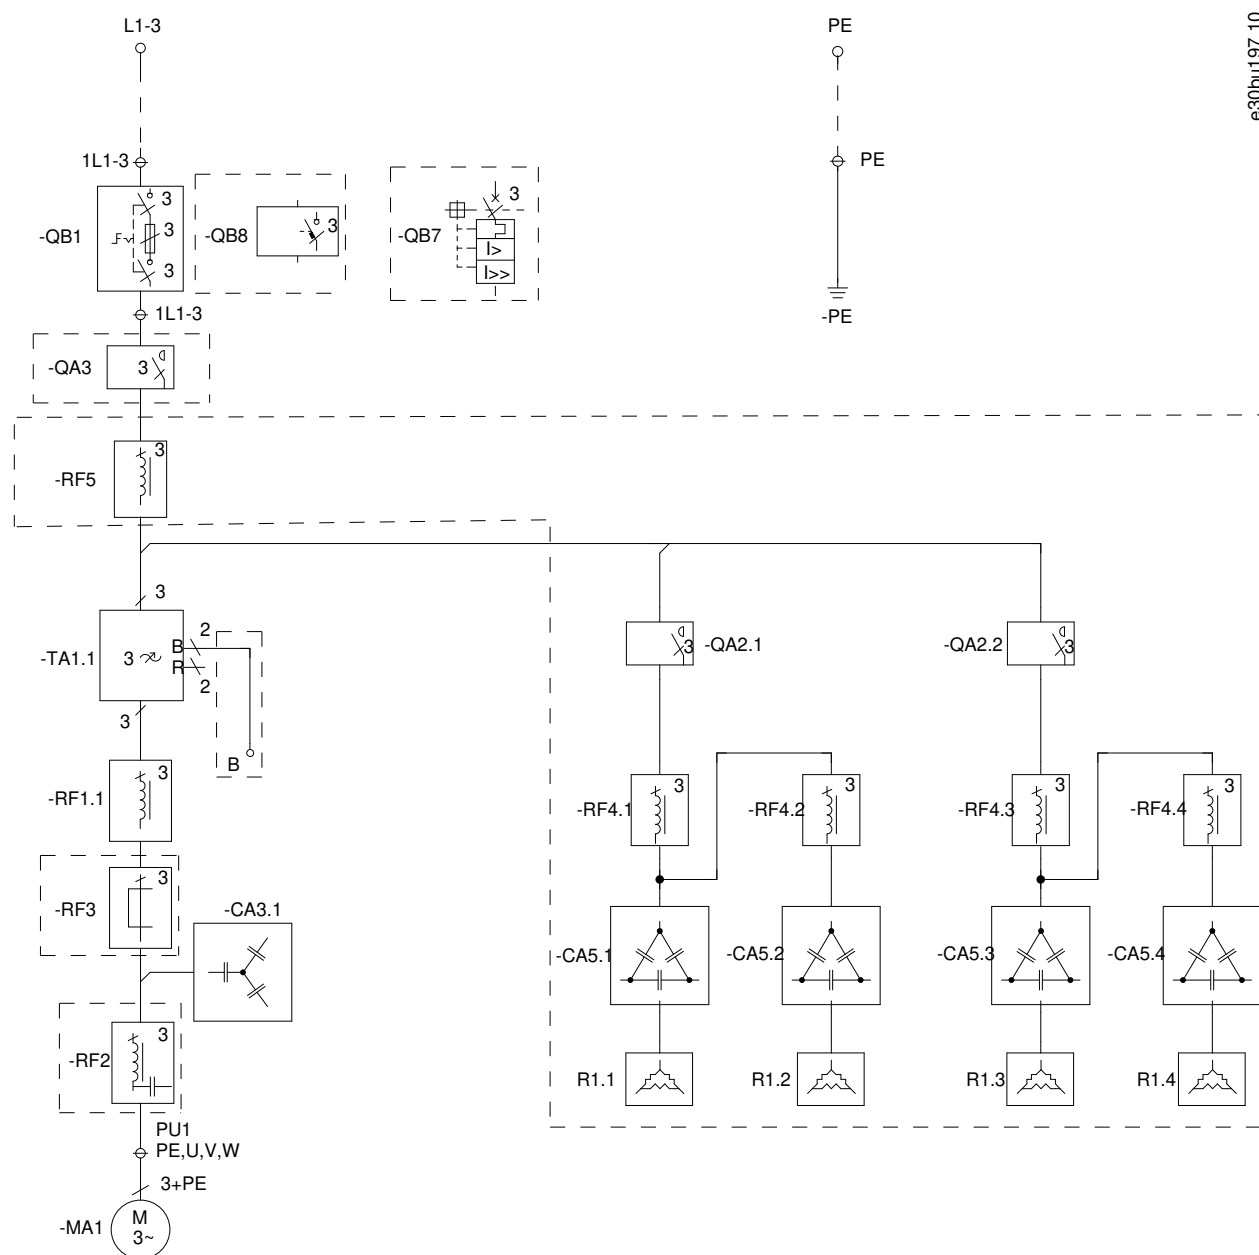 L1-3
PE
e30bu197.10
1L1-3
PE
3
3
3
-QB1
-QB8
3
-QB7
3
I>
I>>
1L1-3
-PE
-QA3
3
3
-RF5
3
-TA1.1
3
B
2
R
2
3
B
-QA2.1
3
-QA2.2
3
-RF1.1
3
-RF4.1
3
-RF4.2
3
-RF4.3
3
-RF4.4
3
-RF3
3
-CA3.1
-CA5.1
-CA5.2
-CA5.3
-CA5.4
-RF2
3
R1.1
R1.2
R1.3
R1.4
PU1
PE,U,V,W
3+PE
-MA1
M
3~